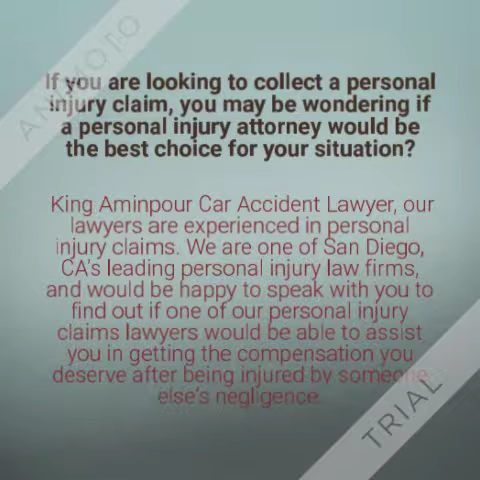 ANIMOTO
If you are looking to collect a personal
injury claim, you may be wondering if
a personal injury attorney would be
the best choice for your situation?
King Aminpour Car Accident Lawyer, our
lawyers are experienced in personal
injury claims. We are one of San Diego,
CA's leading personal injury law firms,
and would be happy to speak with you to
find out if one of our personal injury
claims lawyers would be able to assist
you in getting the compensation you
deserve after being injured by someone
else's negligence.
TRIAL